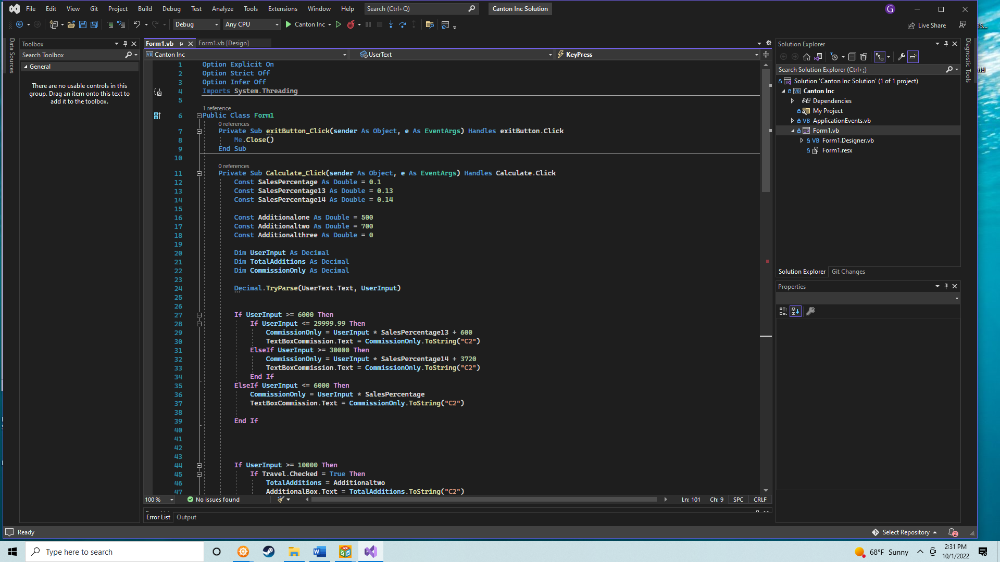 File Edit View Git Project Build Debug Test Analyze Tools Extensions Window Help Search (Ctrl+Q) Canton Inc Solution G
Debug Any CPU Canton Inc Live Share
35...
Data Sources
Toolbox
Search Toolbox
General
There are no usable controls in this
group. Drag an item onto this text to
add it to the toolbox.
Form1.vb Form1.vb [Design]
VB Canton Inc UserText KeyPress
1 Option Explicit On
2 Option Strict Off
3 Option Infer Off
4 Imports System.Threading
5
1 reference
6 Public Class Form1
0 references
7 Private Sub exitButton_Click(sender As Object, e As EventArgs) Handles exitButton.Click
8 Me.Close()
9 End Sub
10
0 references
11 Private Sub Calculate_Click(sender As Object, e As EventArgs) Handles Calculate.Click
12 Const SalesPercentage As Double = 0.1
13 Const SalesPercentage13 As Double = 0.13
14 Const SalesPercentage14 As Double = 0.14
15
16 Const Additionalone As Double = 500
17 Const Additionaltwo As Double = 700
18 Const Additionalthree As Double = 0
19
20 Dim UserInput As Decimal
21 Dim TotalAdditions As Decimal
22 Dim CommissionOnly As Decimal
23
24 Decimal.TryParse(UserText.Text, UserInput)
25
26
27 If UserInput >= 6000 Then
28 If UserInput <= 29999.99 Then
29 CommissionOnly = UserInput * SalesPercentage13 + 600
30 TextBoxCommission.Text = CommissionOnly.ToString("C2")
31 ElseIf UserInput >= 30000 Then
32 CommissionOnly = UserInput * SalesPercentage14 + 3720
33 TextBoxCommission.Text = CommissionOnly.ToString("C2")
34 End If
35 ElseIf UserInput <= 6000 Then
36 CommissionOnly = UserInput * SalesPercentage
37 TextBoxCommission.Text = CommissionOnly.ToString("C2")
38
39 End If
40
41
42
43
44 If UserInput >= 10000 Then
45 If Travel.Checked = True Then
46 TotalAdditions = Additionaltwo
47 AdditionalBox.Text = TotalAdditions.ToString("C2")
100 % No issues found Ln: 101 Ch: 9 SPC CRLF
Error List Output
Solution Explorer
Search Solution Explorer (Ctrl+;)
Solution 'Canton Inc Solution' (1 of 1 project)
VB Canton Inc
Dependencies
My Project
VB ApplicationEvents.vb
Form1.vb
VB Form1.Designer.vb
Form1.resx
Solution Explorer Git Changes
Properties
Diagnostic Tools
Ready Select Repository 2
Type here to search 68°F Sunny 2:31 PM
10/1/2022